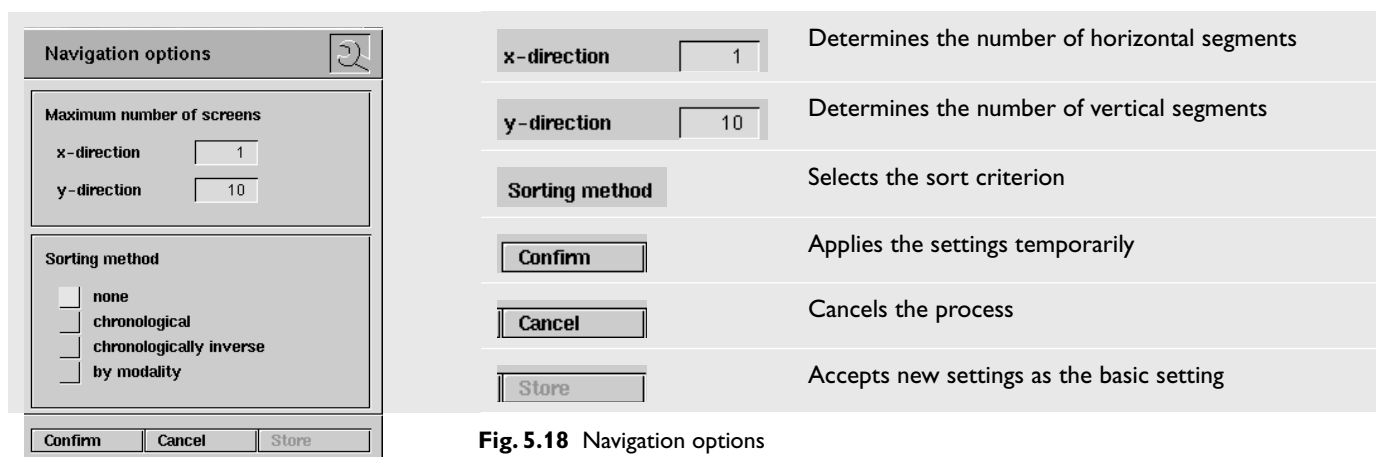 Navigation options
Maximum number of screens
x-direction 1
y-direction 10
Sorting method
none
chronological
chronologically inverse
by modality
Confirm Cancel Store
x-direction 1 Determines the number of horizontal segments
y-direction 10 Determines the number of vertical segments
Sorting method Selects the sort criterion
Confirm Applies the settings temporarily
Cancel Cancels the process
Store Accepts new settings as the basic setting
Fig. 5.18 Navigation options